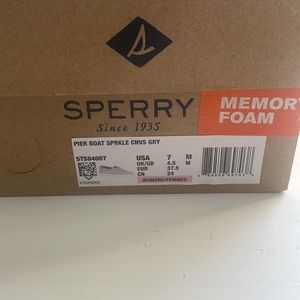 SPERRY
Since 1935
MEMORY
FOAM
PIER BOAT SPRKLE CNVS GRY
STS84007
USA 7 M
UK/GB 4.5 M
EUR 37.5
CN 24
WOMENS/FEMMES